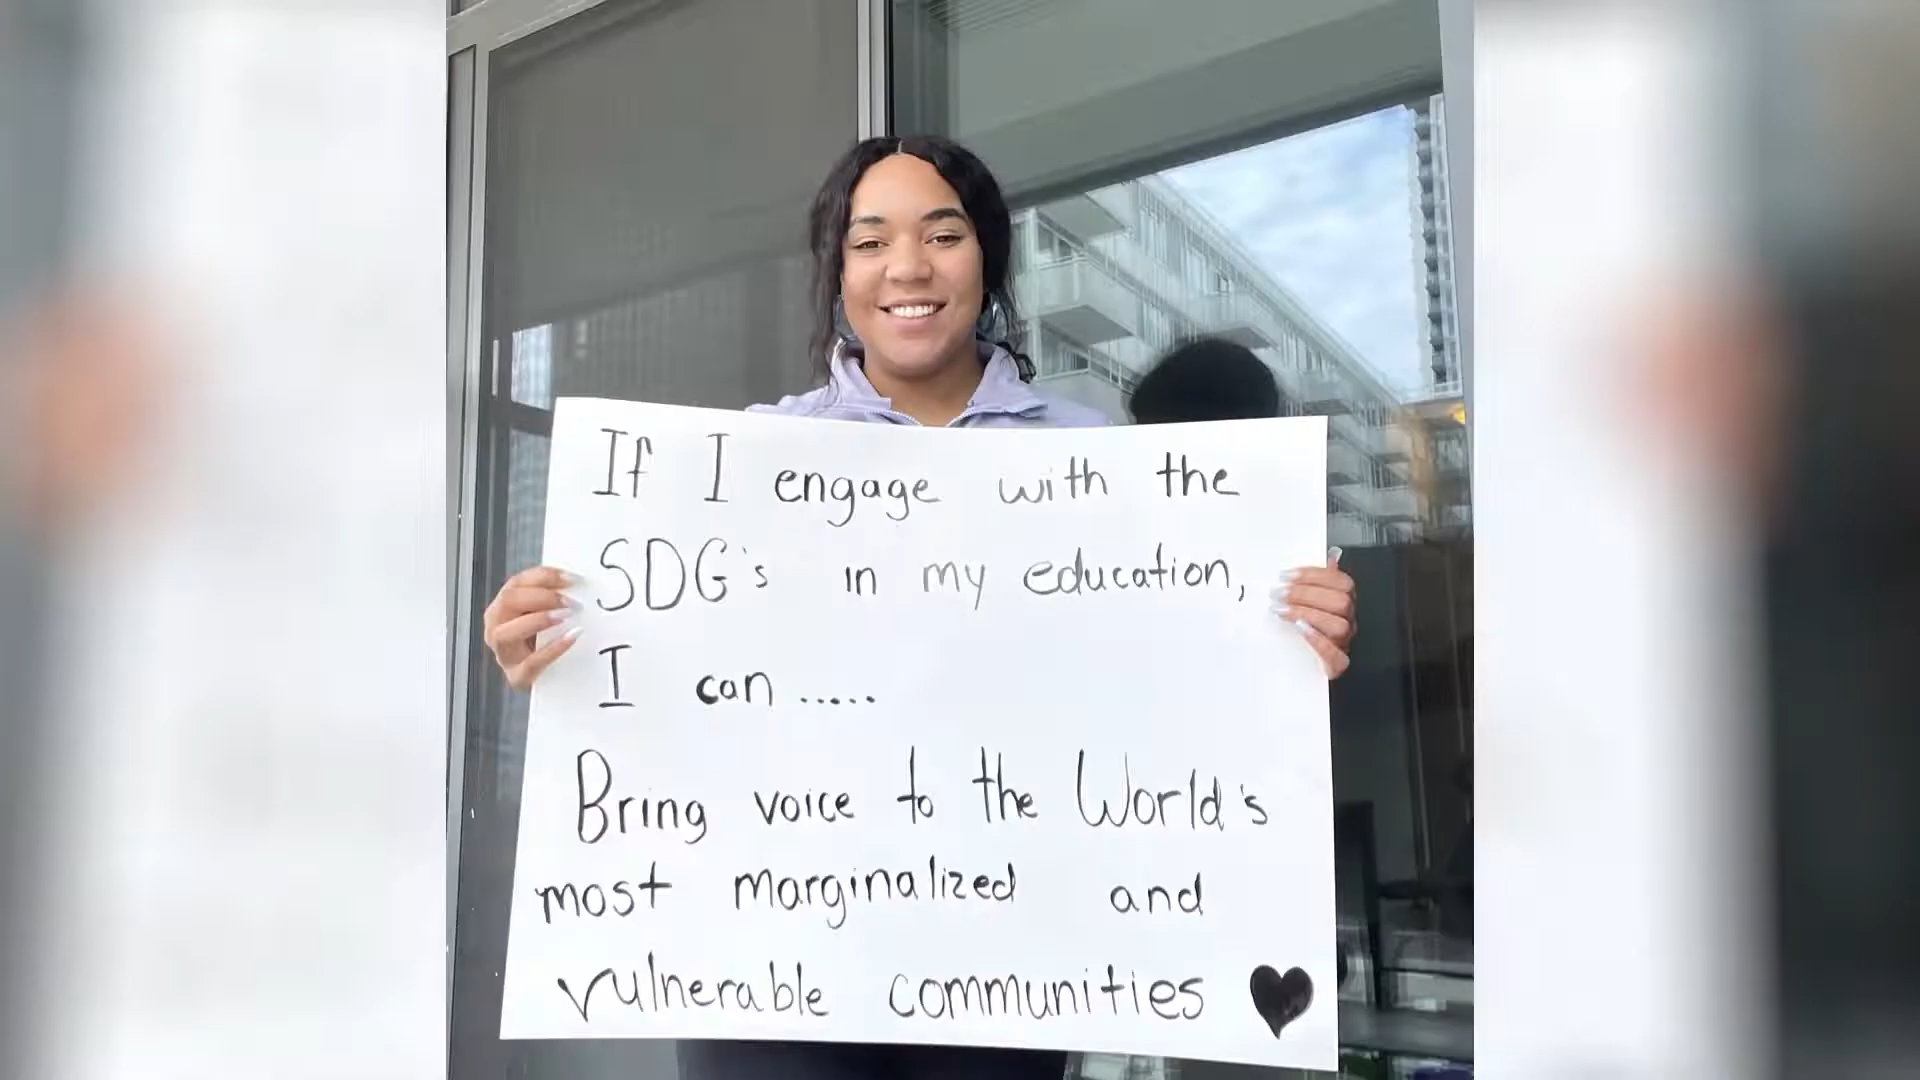 If I engage with the
SDG's in my education,
I can .....
Bring voice to the World's
most marginalized and
vulnerable communities ♥